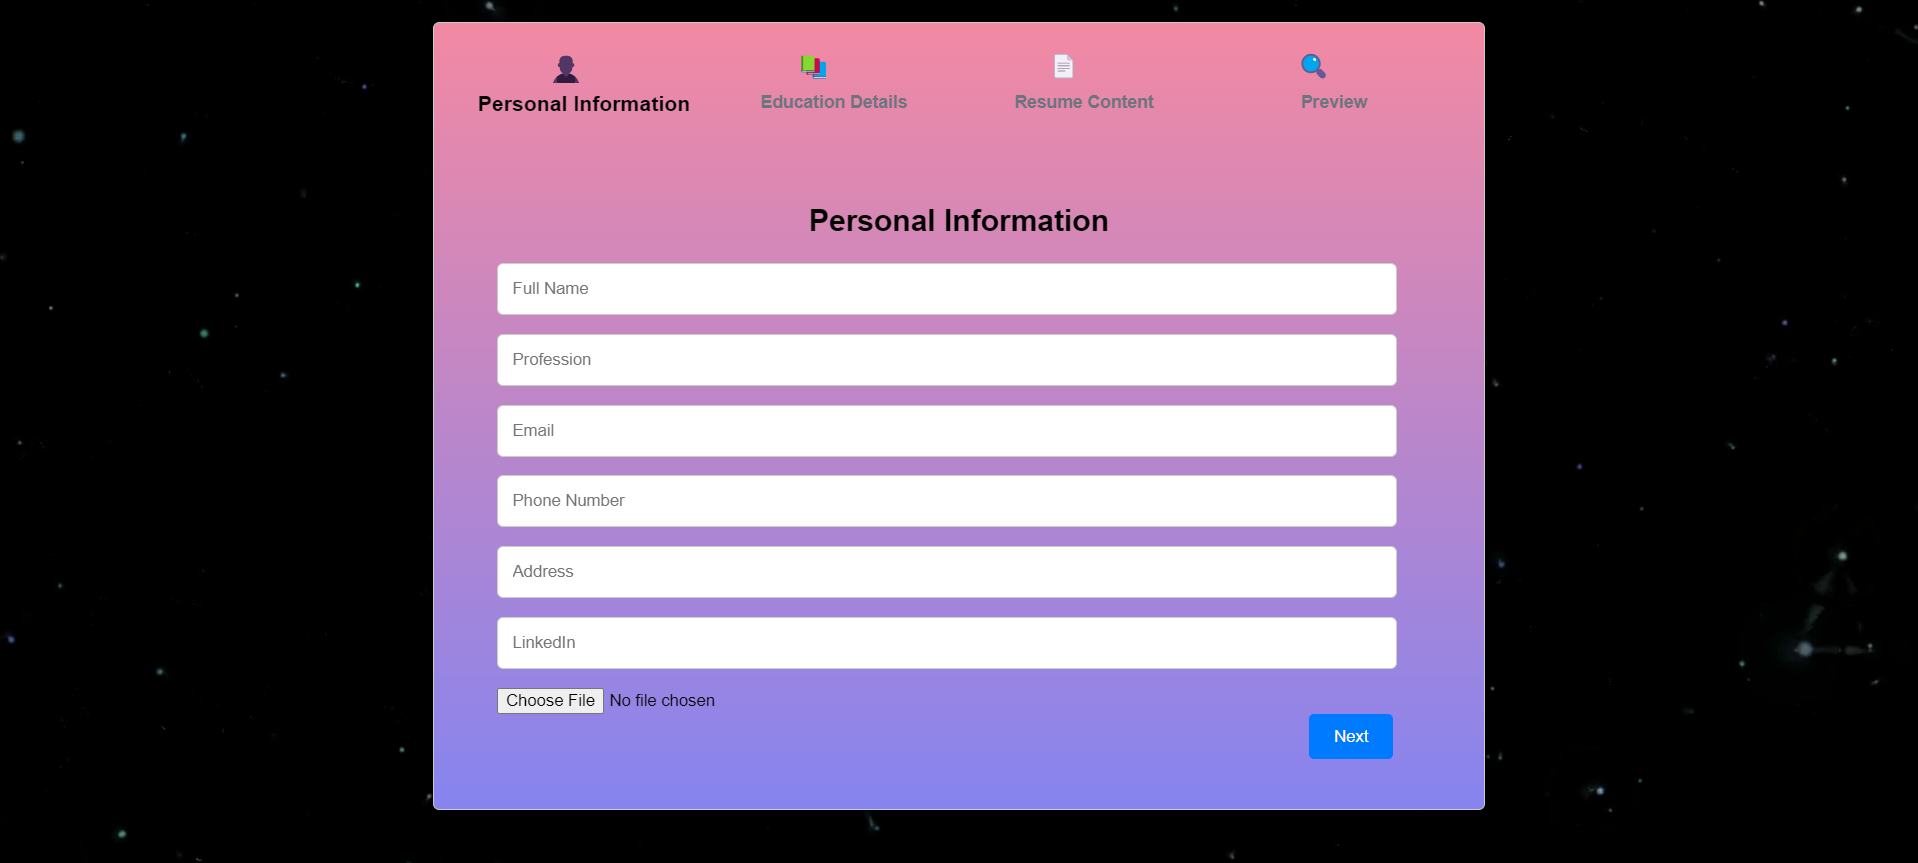 Personal Information
Education Details
Resume Content
Preview
Personal Information
Full Name
Profession
Email
Phone Number
Address
LinkedIn
Choose File No file chosen
Next